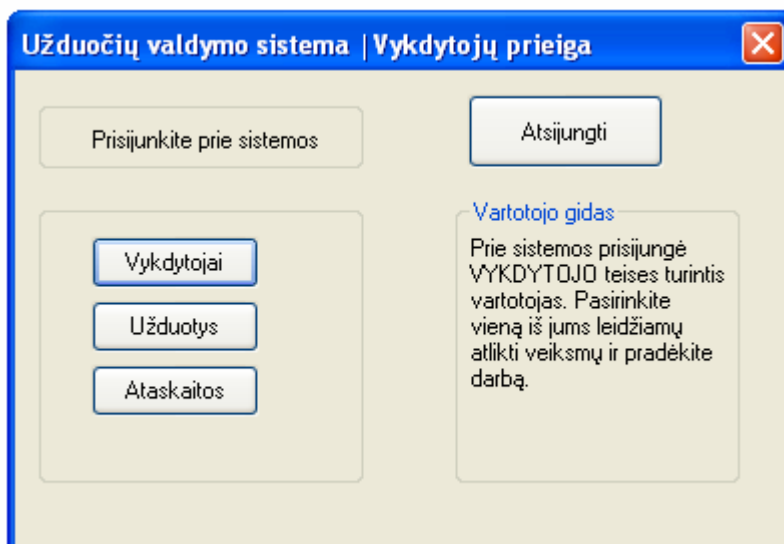 Užduočių valdymo sistema | Vykdytojų prieiga
Prisijunkite prie sistemos
Atsijungti
Vykdytojai
Užduotys
Ataskaitos
Vartotojo gidas
Prie sistemos prisijungė
VYKDYTOJO teises turintis
vartotojas. Pasirinkite
vieną iš jums leidžiamų
atlikti veiksmų ir pradėkite
darbą.